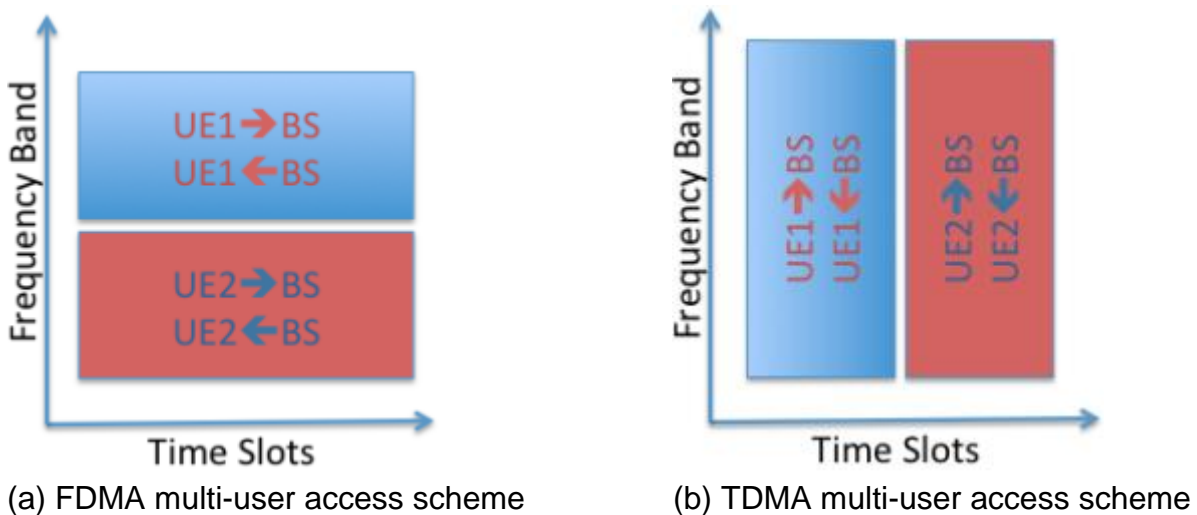 Frequency Band
UE1➔BS
UE1←BS
UE2➔BS
UE2←BS
Time Slots
(a) FDMA multi-user access scheme
Frequency Band
UE1➔BS
UE1←BS
UE2➔BS
UE2←BS
Time Slots
(b) TDMA multi-user access scheme